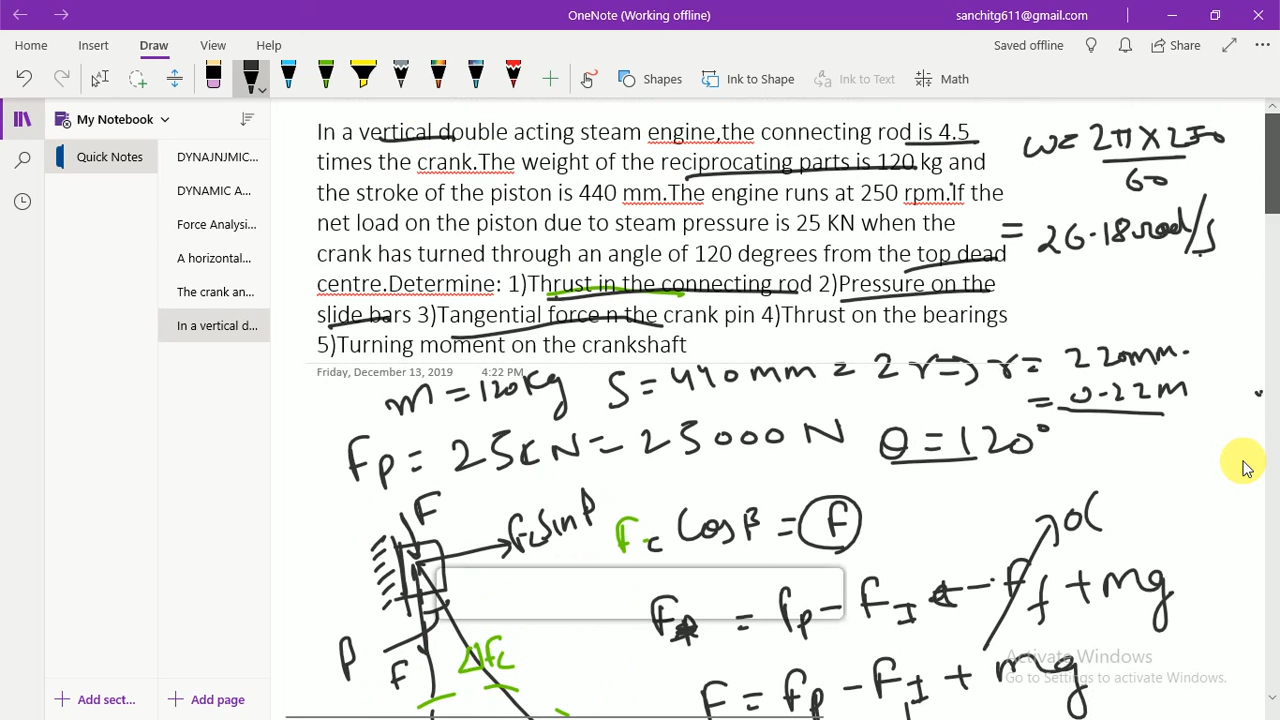 OneNote (Working offline)
sanchitg611@gmail.com
Home Insert Draw View Help
Saved offline
Share
Shapes
Ink to Shape
Ink to Text
Math
My Notebook
Quick Notes
DYNAJNJMIC...
DYNAMIC A...
Force Analysi...
A horizontal...
The crank an...
In a vertical d...
Add sect...
Add page
In a vertical double acting steam engine,the connecting rod is 4.5
times the crank.The weight of the reciprocating parts is 120 kg and
the stroke of the piston is 440 mm.The engine runs at 250 rpm.If the
net load on the piston due to steam pressure is 25 KN when the
crank has turned through an angle of 120 degrees from the top dead
centre.Determine: 1)Thrust in the connecting rod 2)Pressure on the
slide bars 3)Tangential force n the crank pin 4)Thrust on the bearings
5)Turning moment on the crankshaft
Friday, December 13, 2019 4:22 PM
ω = 2π × 250
60
= 26.18 rad/s
m = 120 Kg S = 440 mm = 2r => r = 220mm.
= 0.22 m
Fp = 25KN = 25000 N θ = 120°
F
Fc Sin β Fc Cos β = F
= Fp - FI - Ff + mg
F = Fp - FI + mg
β
F
Fc
Activate Windows
Go to Settings to activate Windows.